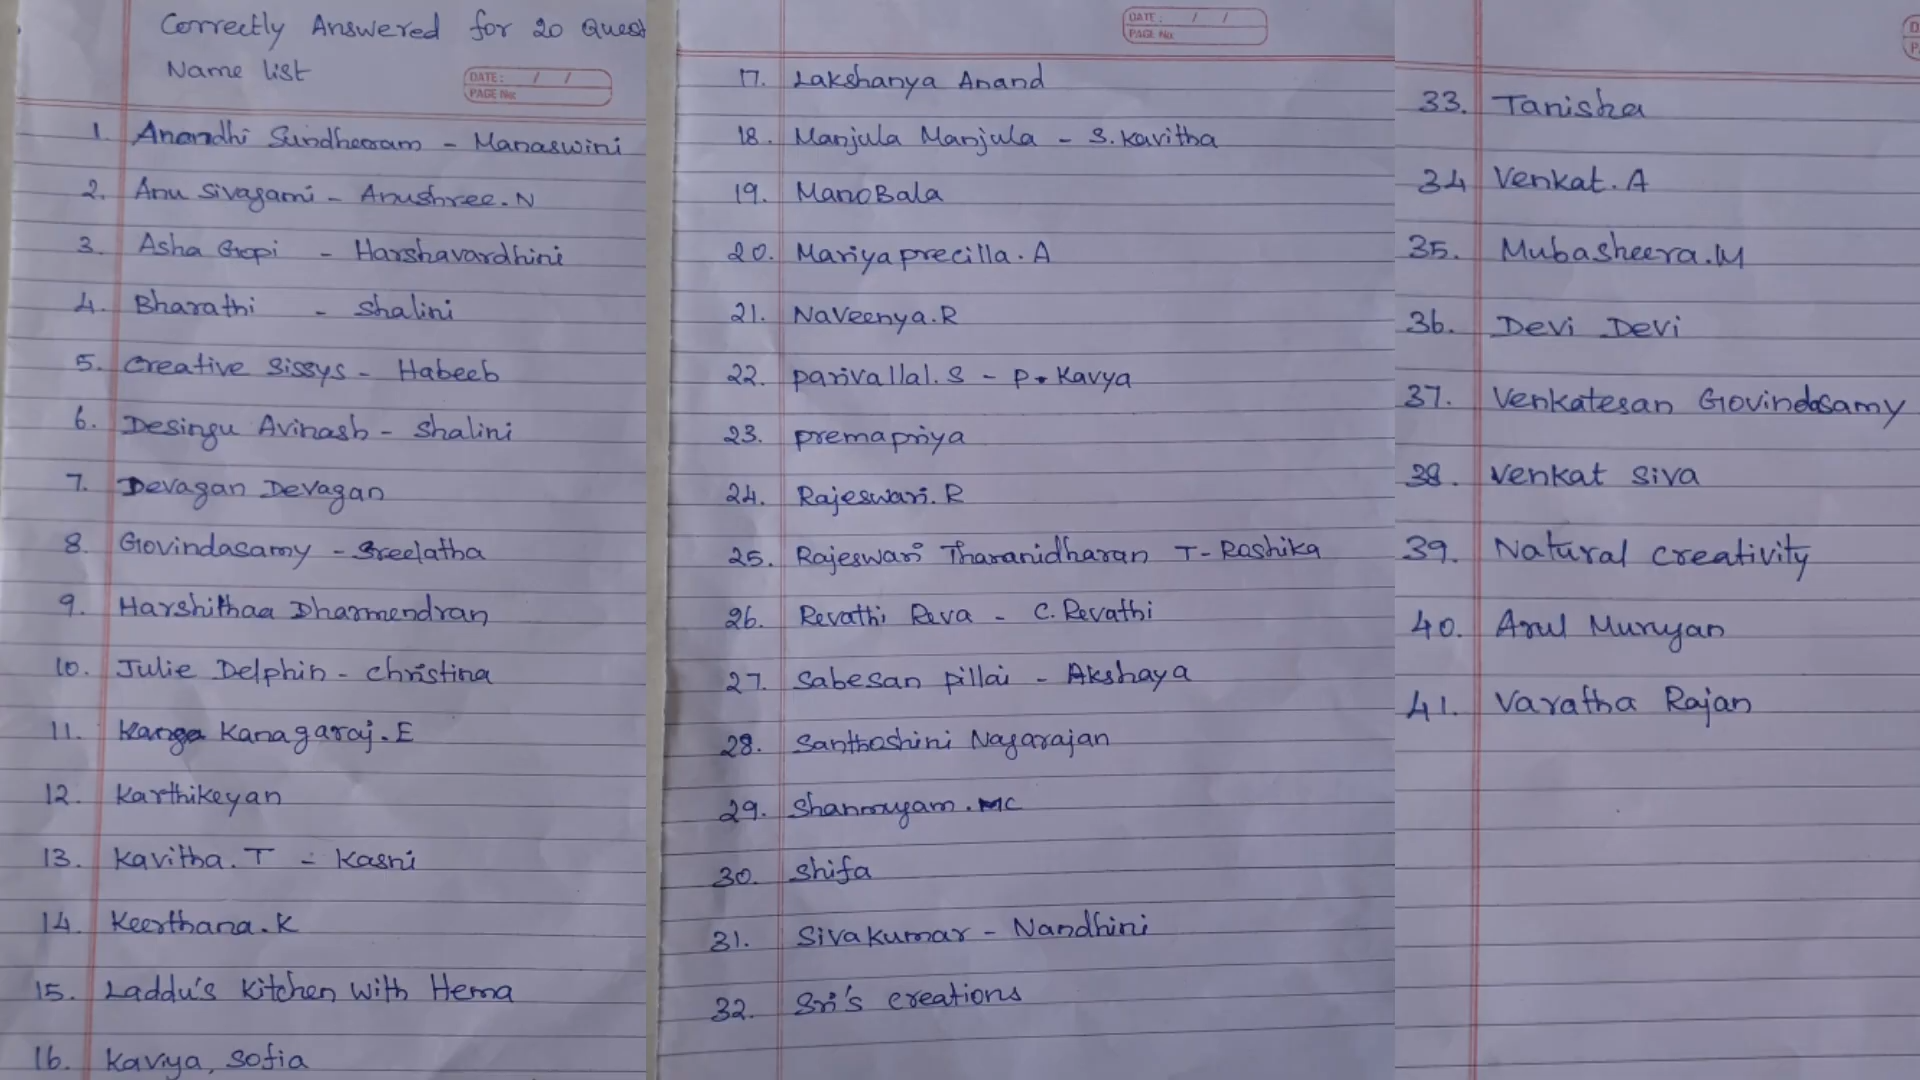 Correctly Answered for 20 Quest
Name list
DATE: / /
PAGE No:
1. Anandhi Sundheeram - Manaswini
2. Anu Sivagami - Anushree.N
3. Asha Gopi - Harshavardhini
4. Bharathi - Shalini
5. Creative Sissys - Habeeb
6. Desingu Avinash - Shalini
7. Devagan Devagan
8. Govindasamy - Sreelatha
9. Harshithaa Dharmendran
10. Julie Delphin - Christina
11. Kanga Kanagaraj.E
12. Karthikeyan
13. Kavitha.T - Kasni
14. Keerthana.K
15. Laddu's Kitchen With Hema
16. Kaviya, Sofia
DATE: / /
PAGE No:
17. Lakshanya Anand
18. Manjula Manjula - S.Kavitha
19. ManoBala
20. Mariya precilla.A
21. Naveenya.R
22. Parivallal.S - P.Kavya
23. Premapriya
24. Rajeswari.R
25. Rajeswari Tharanidharan T - Rashika
26. Revathi Reva - C.Revathi
27. Sabesan pillai - Akshaya
28. Santhoshini Nagarajan
29. Shanmugam.MC
30. Shifa
31. Sivakumar - Nandhini
32. Sri's creations
D
P
33. Tanisha
34 Venkat.A
35. Mubasheera.M
36. Devi Devi
37. Venkatesan Govindasamy
38. Venkat Siva
39. Natural creativity
40. Arul Murugan
41. Varatha Rajan